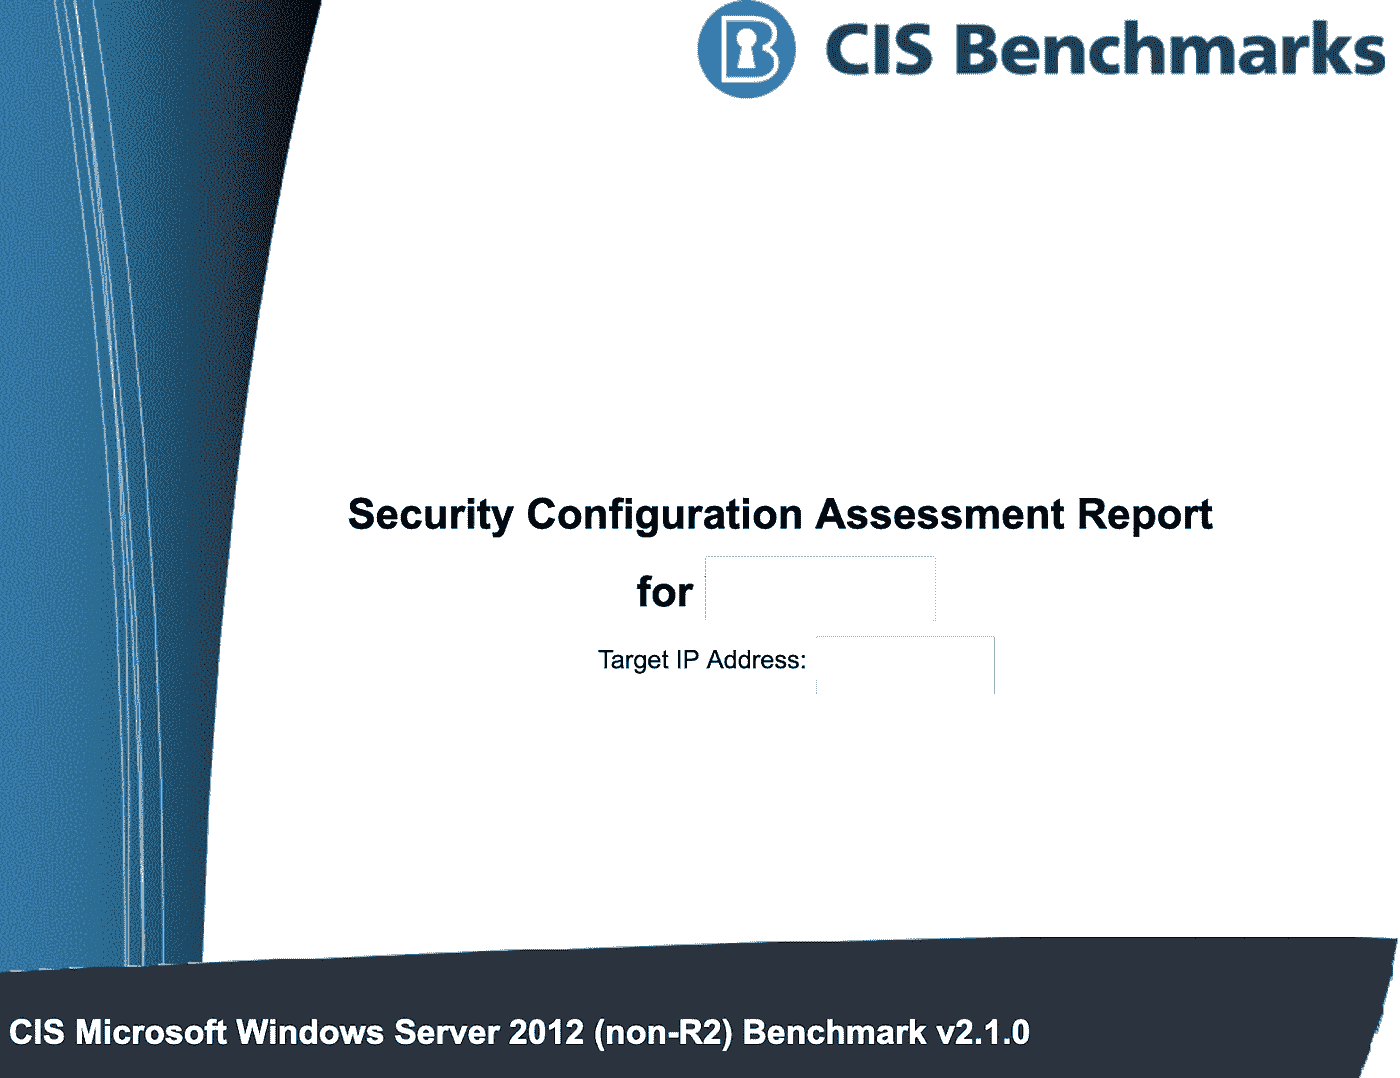 CIS Benchmarks
Security Configuration Assessment Report
for
Target IP Address:
CIS Microsoft Windows Server 2012 (non-R2) Benchmark v2.1.0